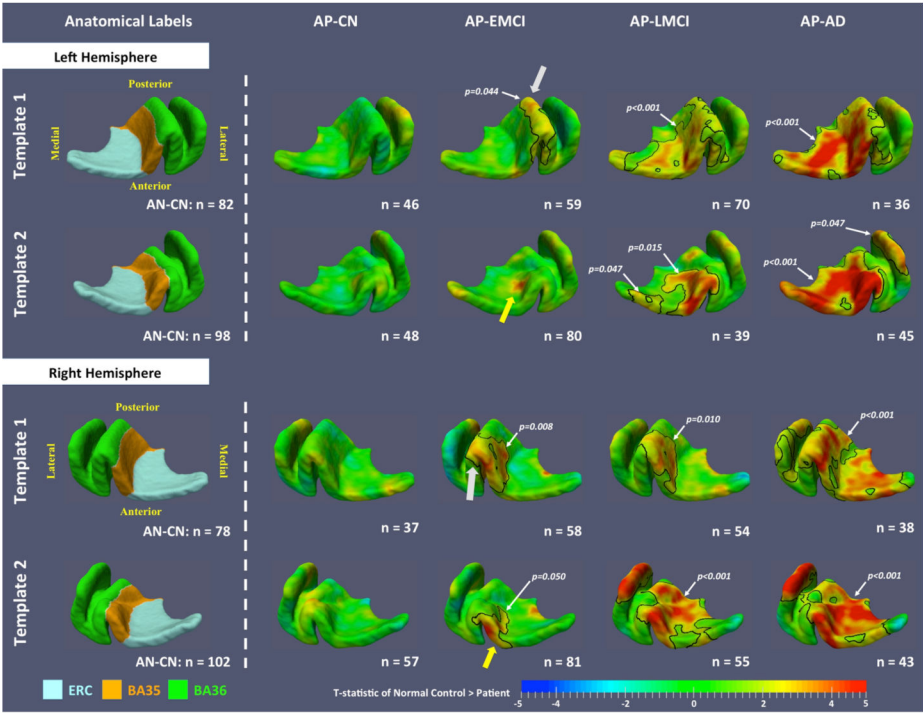 Anatomical Labels AP-CN AP-EMCI AP-LMCI AP-AD
Left Hemisphere
Template 1
Posterior
Medial
Lateral
Anterior
p=0.044
p<0.001
p<0.001
AN-CN: n = 82 n = 46 n = 59 n = 70 n = 36
Template 2
p=0.047
p=0.015
p=0.047
p<0.001
AN-CN: n = 98 n = 48 n = 80 n = 39 n = 45
Right Hemisphere
Template 1
Posterior
Lateral
Medial
Anterior
p=0.008
p=0.010
p<0.001
AN-CN: n = 78 n = 37 n = 58 n = 54 n = 38
Template 2
p=0.050
p<0.001
p<0.001
AN-CN: n = 102 n = 57 n = 81 n = 55 n = 43
ERC BA35 BA36
T-statistic of Normal Control > Patient
-5 -4 -2 0 2 4 5